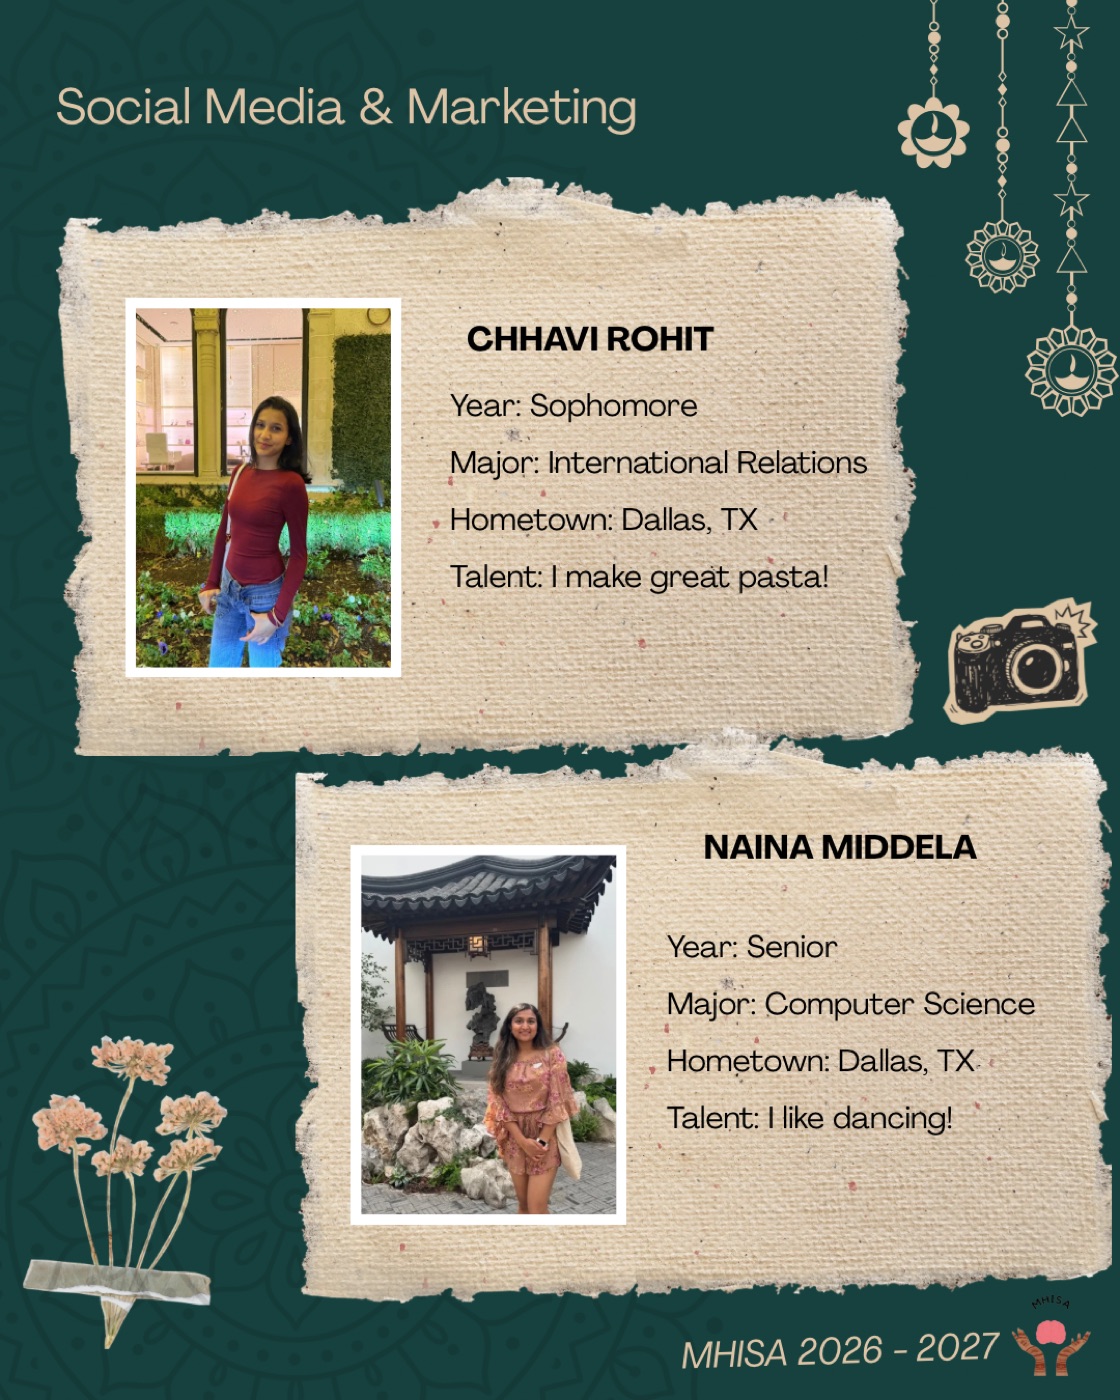 Social Media & Marketing
CHHAVI ROHIT
Year: Sophomore
Major: International Relations
Hometown: Dallas, TX
Talent: I make great pasta!
NAINA MIDDELA
Year: Senior
Major: Computer Science
Hometown: Dallas, TX
Talent: I like dancing!
MHISA
MHISA 2026 - 2027